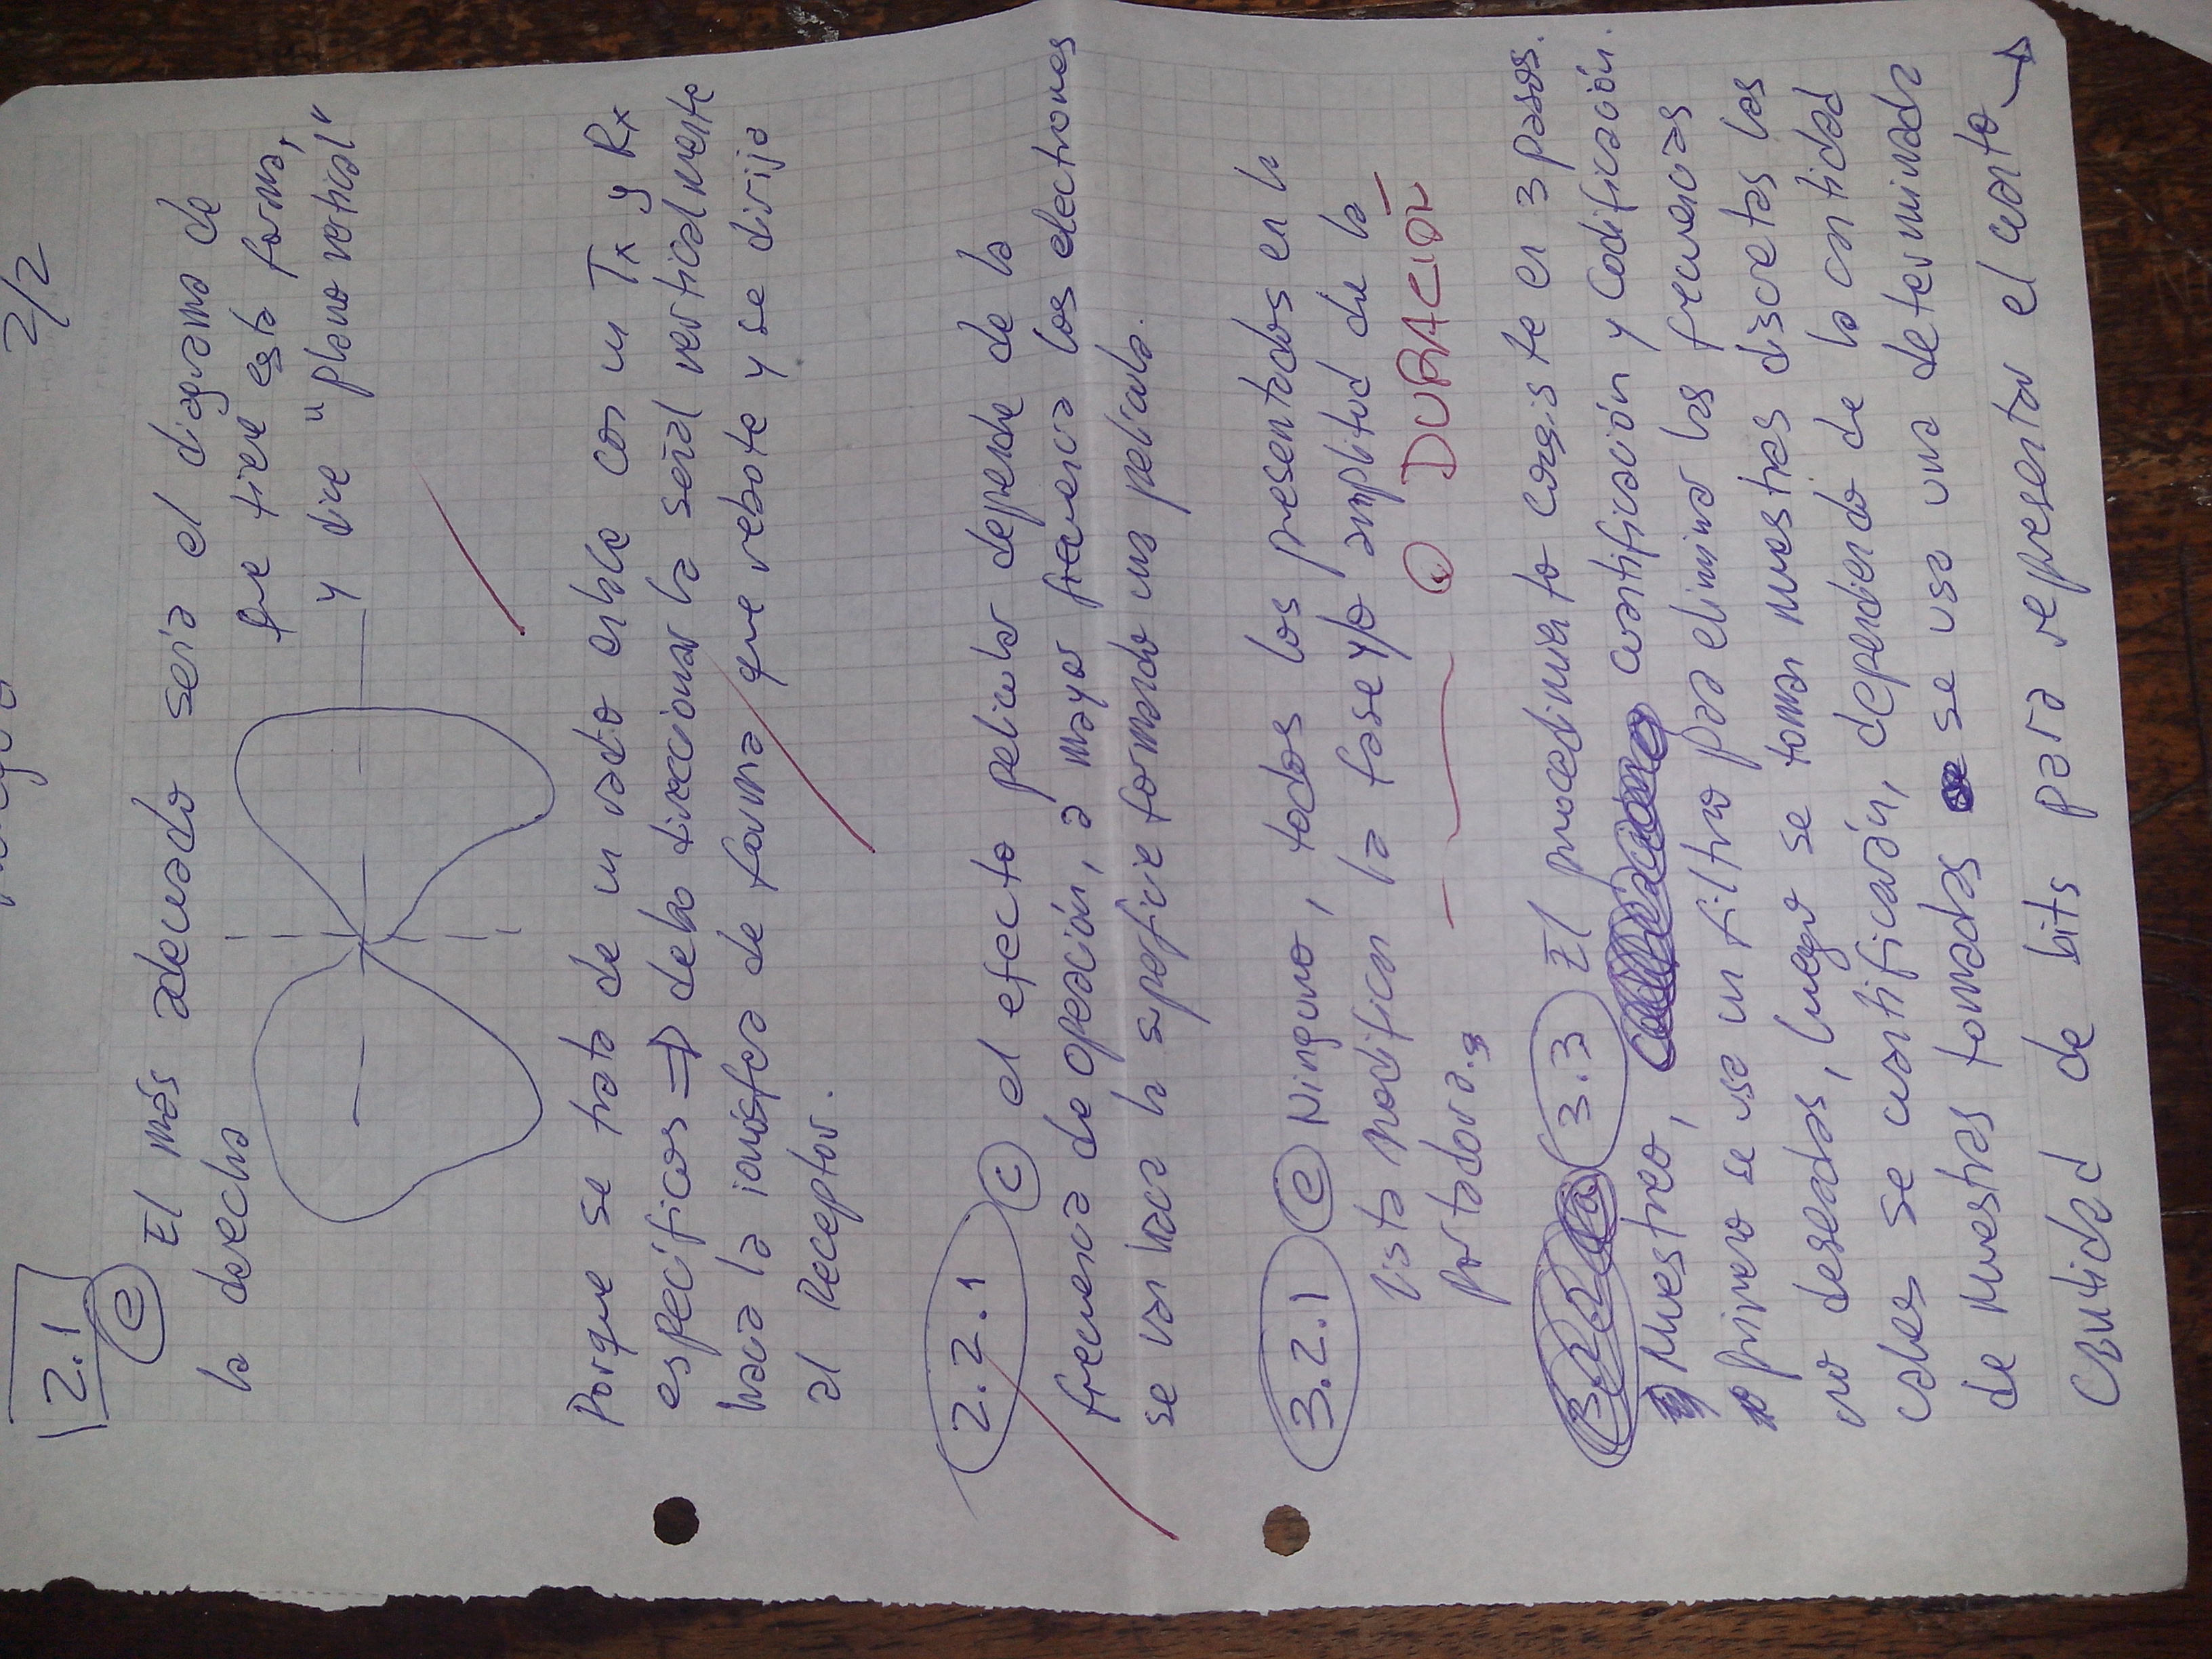 2/2
2.1
e El más adecuado sería el diagrama de
la derecha que tiene esta forma,
y dice "plano vertical"
Porque se trata de un radio enlace con un Tx y Rx
específicos => debo direccionar la señal verticalmente
hacia la ionósfera de forma que rebote y se dirija
al Receptor.
2.2.1 c el efecto pelicular depende de la
frecuencia de operación, a mayor frecuencia los electrones
se van hacia la superficie formando una película.
3.2.1 e Ninguno, todos los presentados en la
lista modifican la fase y/o amplitud de la
portadora. O DURACIÓN
3.3 El procedimiento consiste en 3 pasos.
Muestreo, cuantificación y Codificación.
primero se usa un filtro para eliminar las frecuencias
no deseadas, luego se toman muestras discretas las
cuales se cuantificarán, dependiendo de la cantidad
de muestras tomadas se usa una determinada
cantidad de bits para representar el cuanto →